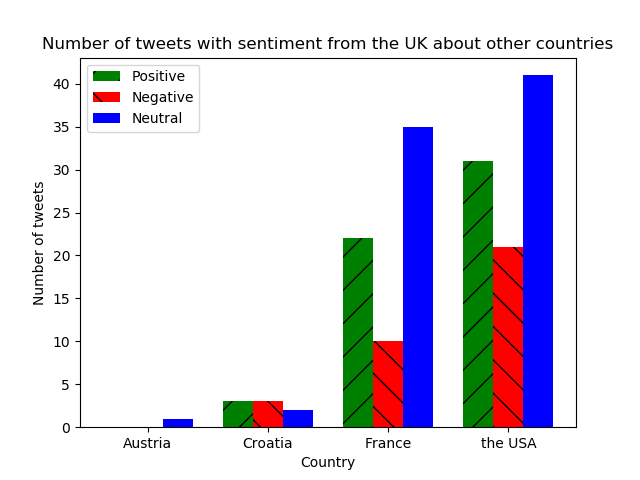 Number of tweets with sentiment from the UK about other countries
Positive
Negative
Neutral
Number of tweets
40
35
30
25
20
15
10
5
0
Austria Croatia France the USA
Country